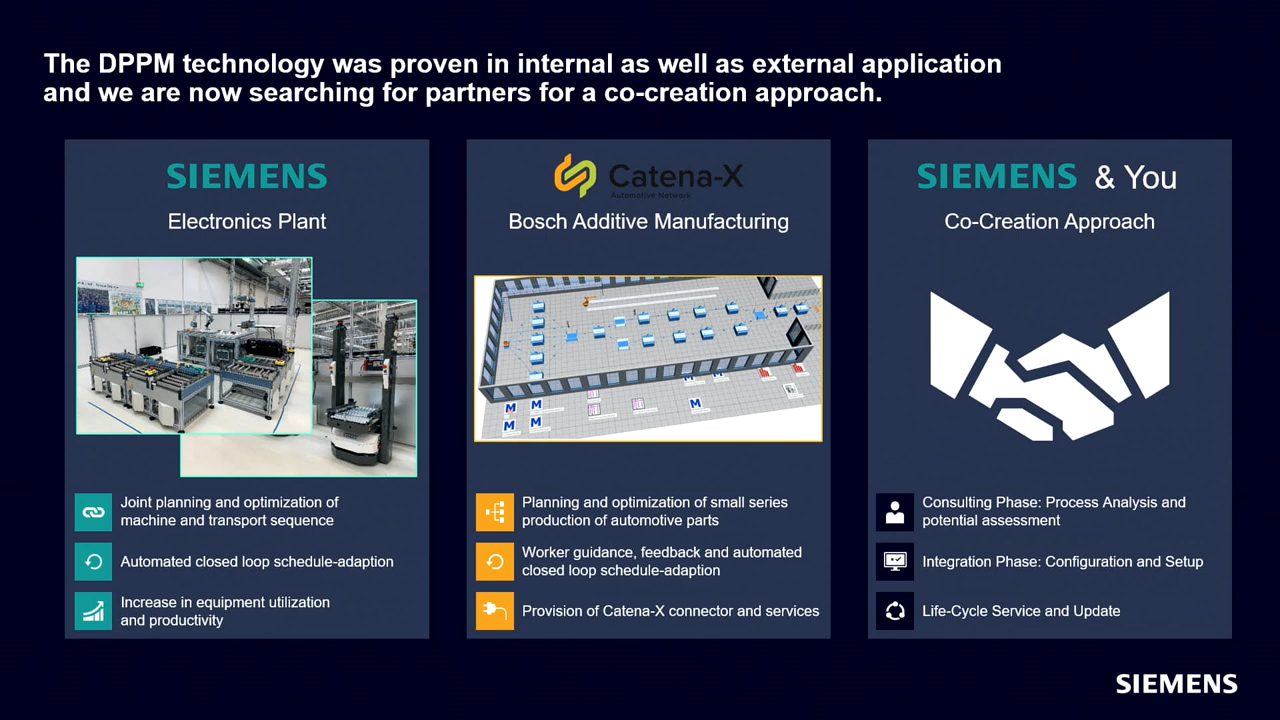 The DPPM technology was proven in internal as well as external application
and we are now searching for partners for a co-creation approach.
SIEMENS
Electronics Plant
Joint planning and optimization of
machine and transport sequence
Automated closed loop schedule-adaption
Increase in equipment utilization
and productivity
Catena-X
Automotive Network
Bosch Additive Manufacturing
M
M
M
M
M
Planning and optimization of small series
production of automotive parts
Worker guidance, feedback and automated
closed loop schedule-adaption
Provision of Catena-X connector and services
SIEMENS & You
Co-Creation Approach
Consulting Phase: Process Analysis and
potential assessment
Integration Phase: Configuration and Setup
Life-Cycle Service and Update
SIEMENS